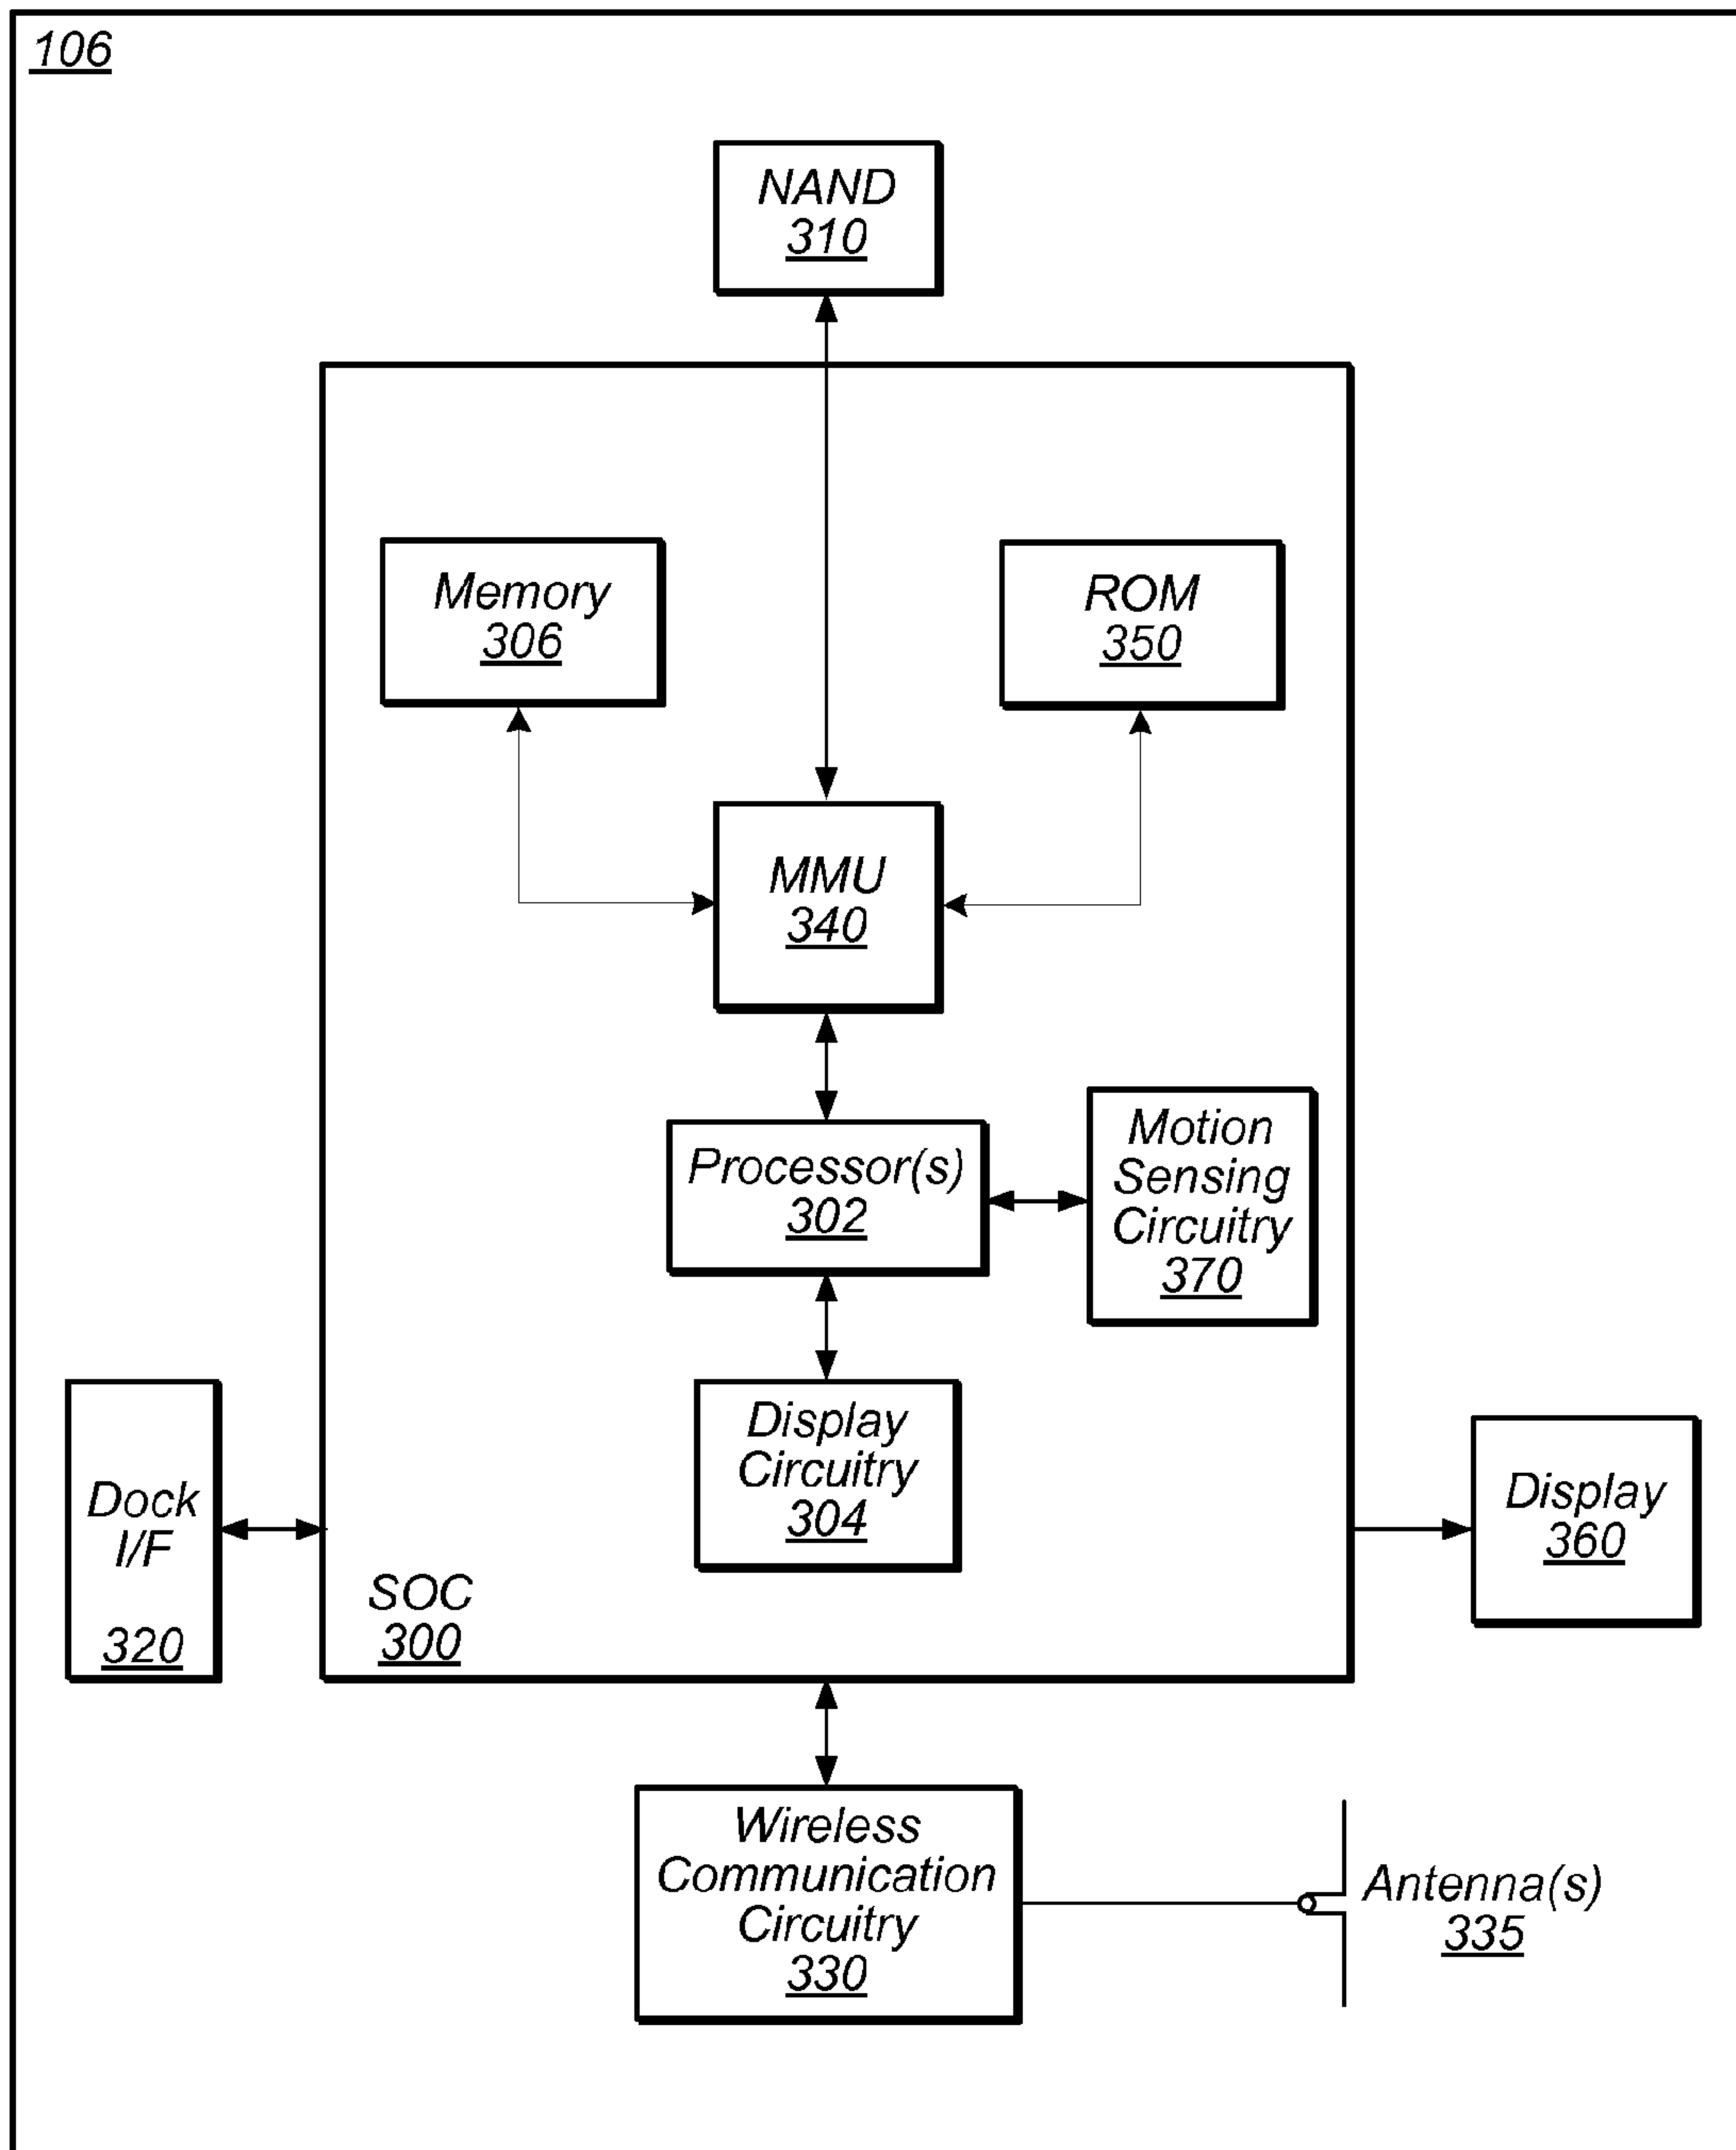 106
NAND
310
Memory
306
ROM
350
MMU
340
Processor(s)
302
Motion
Sensing
Circuitry
370
Display
Circuitry
304
Dock
I/F
320
SOC
300
Display
360
Wireless
Communication
Circuitry
330
Antenna(s)
335